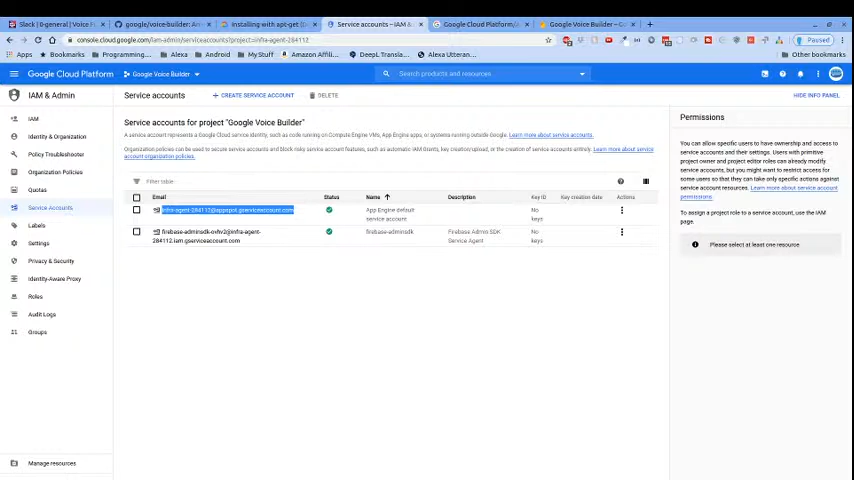 Slack | 0-general | Voice F
google/voice-builder: An
Installing with apt-get D
Service accounts – IAM &
Google Cloud Platform/
Google Voice Builder – Go
console.cloud.google.com/iam-admin/serviceaccounts?project=infra-agent-284112
Paused
Apps
Bookmarks
Programming...
Alexa
Android
My Stuff
Amazon Affili...
DeepL Transla...
Alexa Utteran...
Other bookmarks
Google Cloud Platform
Google Voice Builder
Search products and resources
IAM & Admin
Service accounts
CREATE SERVICE ACCOUNT
DELETE
HIDE INFO PANEL
IAM
Identity & Organization
Policy Troubleshooter
Organization Policies
Quotas
Service Accounts
Labels
Settings
Privacy & Security
Identity-Aware Proxy
Roles
Audit Logs
Groups
Manage resources
Service accounts for project "Google Voice Builder"
A service account represents a Google Cloud service identity, such as code running on Compute Engine VMs, App Engine apps, or systems running outside Google. Learn more about service accounts.
Organization policies can be used to secure service accounts and block risky service account features, such as automatic IAM Grants, key creation/upload, or the creation of service accounts entirely. Learn more about
service account organization policies.
Filter table
Email
Status
Name
Description
Key ID
Key creation date
Actions
infra-agent-284112@appspot.gserviceaccount.com
App Engine default
service account
No
keys
firebase-adminsdk-ovhv2@infra-agent-
284112.iam.gserviceaccount.com
firebase-adminsdk
Firebase Admin SDK
Service Agent
No
keys
Permissions
You can allow specific users to have ownership and access to
service accounts and their settings. Users with primitive
project owner and project editor roles can already modify
service accounts, but you might want to restrict access for
some users so that they can take only specific actions against
service account resources. Learn more about service account
permissions.
To assign a project role to a service account, use the IAM
page.
Please select at least one resource